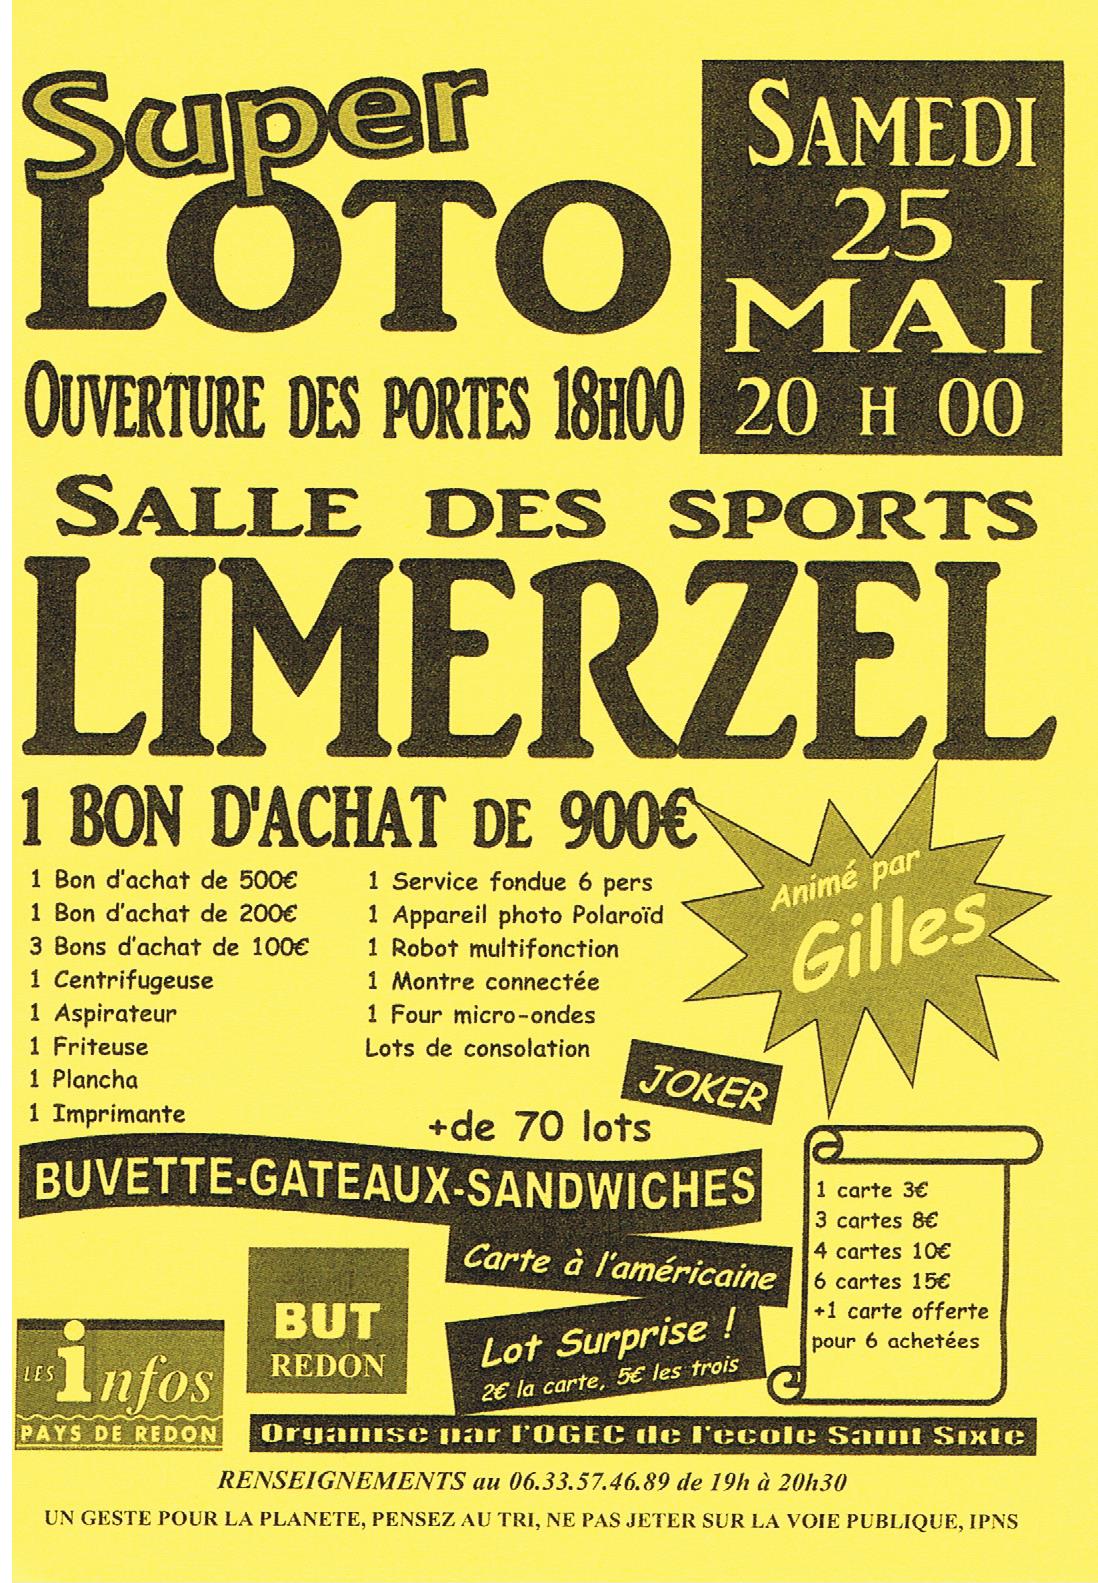 Super
LOTO
SAMEDI
25
MAI
20 H 00
OUVERTURE DES PORTES 18H00
SALLE DES SPORTS
LIMERZEL
1 BON D'ACHAT DE 900€
1 Bon d'achat de 500€
1 Bon d'achat de 200€
3 Bons d'achat de 100€
1 Centrifugeuse
1 Aspirateur
1 Friteuse
1 Plancha
1 Imprimante
1 Service fondue 6 pers
1 Appareil photo Polaroïd
1 Robot multifonction
1 Montre connectée
1 Four micro-ondes
Lots de consolation
Animé par
Gilles
JOKER
+de 70 lots
BUVETTE-GATEAUX-SANDWICHES
1 carte 3€
3 cartes 8€
4 cartes 10€
6 cartes 15€
+1 carte offerte
pour 6 achetées
Carte à l'américaine
Lot Surprise !
2€ la carte, 5€ les trois
BUT
REDON
LES infos
PAYS DE REDON
Organisé par l'OGEC de l'école Saint Sixte
RENSEIGNEMENTS au 06.33.57.46.89 de 19h à 20h30
UN GESTE POUR LA PLANETE, PENSEZ AU TRI, NE PAS JETER SUR LA VOIE PUBLIQUE, IPNS